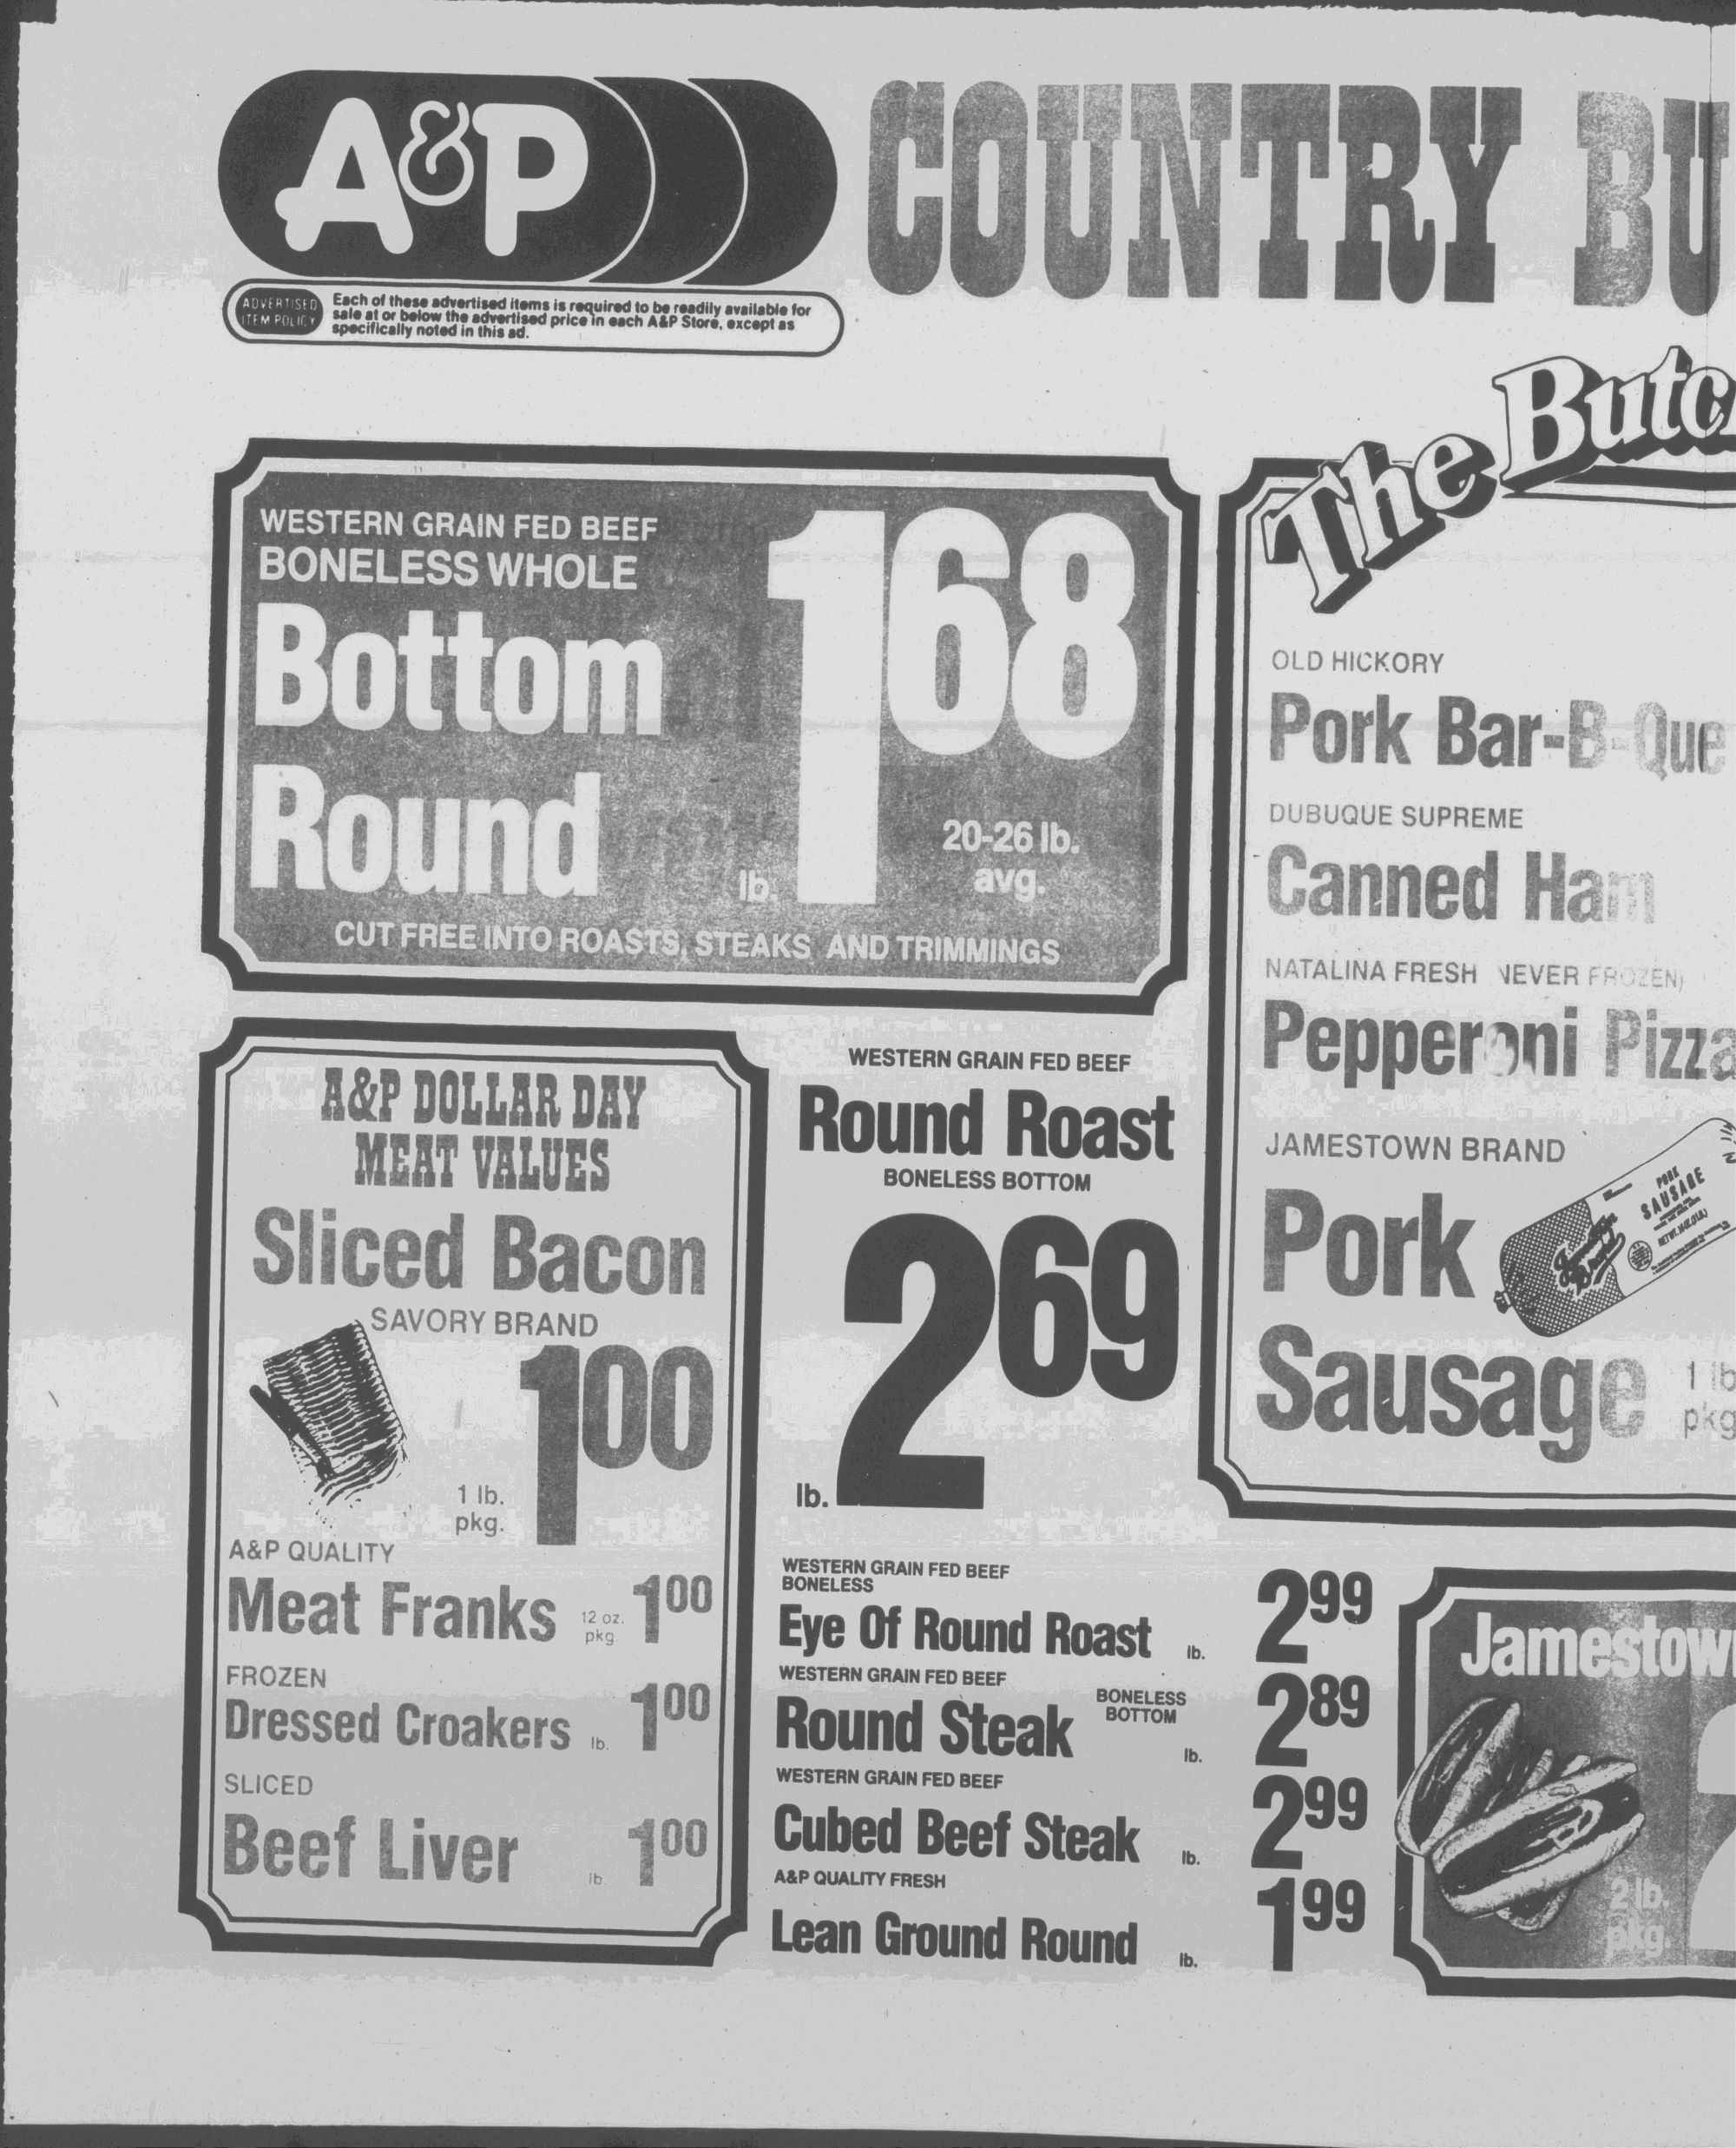 A&P
COUNTRY BU
ADVERTISED
ITEM POLICY
Each of these advertised items is required to be readily available for
sale at or below the advertised price in each A&P Store, except as
specifically noted in this ad.
WESTERN GRAIN FED BEEF
BONELESS WHOLE
Bottom
Round
lb.
168
20-26 lb.
avg.
CUT FREE INTO ROASTS, STEAKS AND TRIMMINGS
A&P DOLLAR DAY
MEAT VALUES
Sliced Bacon
SAVORY BRAND
1 lb.
pkg.
100
A&P QUALITY
Meat Franks 12 oz. pkg 100
FROZEN
Dressed Croakers lb. 100
SLICED
Beef Liver lb 100
WESTERN GRAIN FED BEEF
Round Roast
BONELESS BOTTOM
lb. 269
WESTERN GRAIN FED BEEF
BONELESS
Eye Of Round Roast lb. 299
WESTERN GRAIN FED BEEF
Round Steak BONELESS BOTTOM lb. 289
WESTERN GRAIN FED BEEF
Cubed Beef Steak lb. 299
A&P QUALITY FRESH
Lean Ground Round lb. 199
The Butc
OLD HICKORY
Pork Bar-B-Que
DUBUQUE SUPREME
Canned Ham
NATALINA FRESH NEVER FROZEN)
Pepperoni Pizza
JAMESTOWN BRAND
Pork
Sausage
1 lb
pkg
Jamestown Brand
PORK
SAUSAGE
Jamestow
2 lb.
pkg.